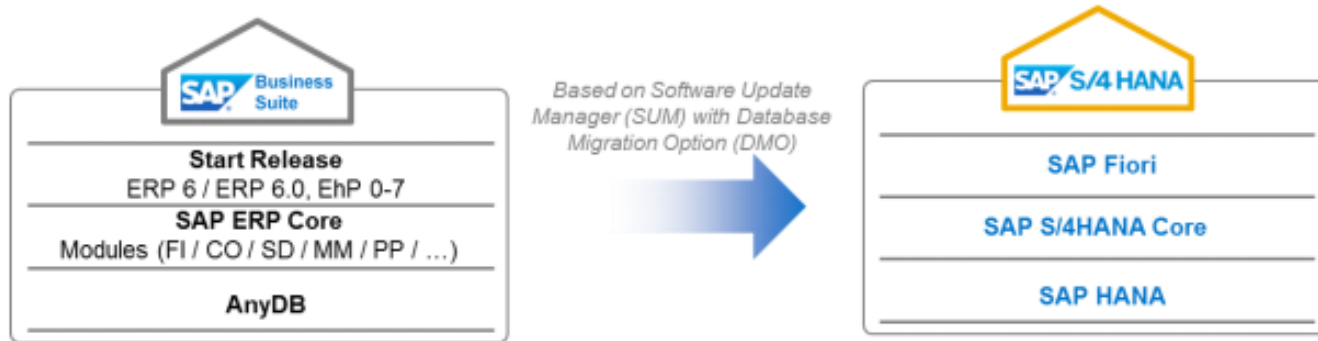 SAP Business
Suite
Start Release
ERP 6 / ERP 6.0, EhP 0-7
SAP ERP Core
Modules (FI / CO / SD / MM / PP / …)
AnyDB
Based on Software Update
Manager (SUM) with Database
Migration Option (DMO)
SAP S/4 HANA
SAP Fiori
SAP S/4HANA Core
SAP HANA